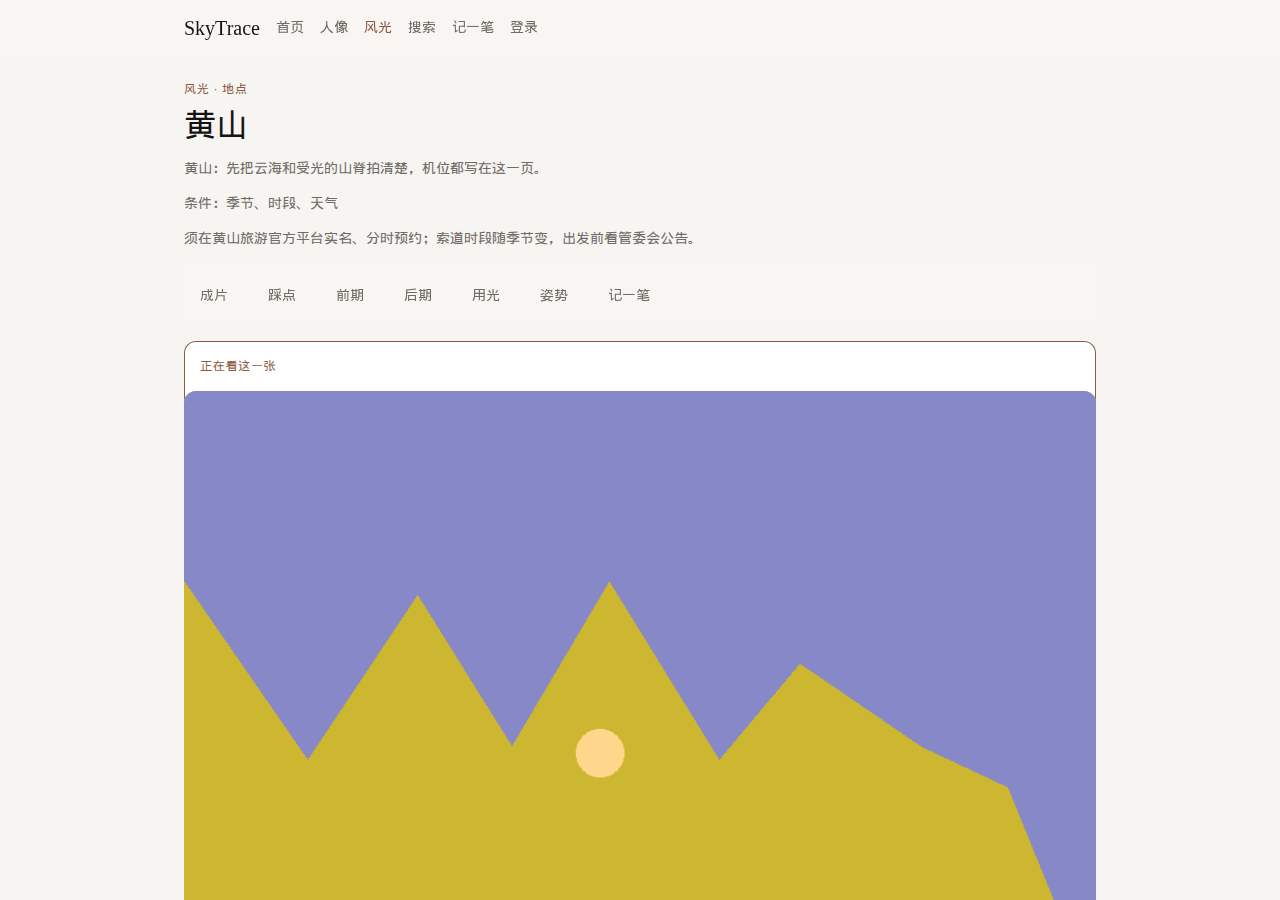 SkyTrace 首页 人像 风光 搜索 记一笔 登录
风光 · 地点
黄山
黄山：先把云海和受光的山脊拍清楚，机位都写在这一页。
条件：季节、时段、天气
须在黄山旅游官方平台实名、分时预约；索道时段随季节变，出发前看管委会公告。
成片 踩点 前期 后期 用光 姿势 记一笔
正在看这一张